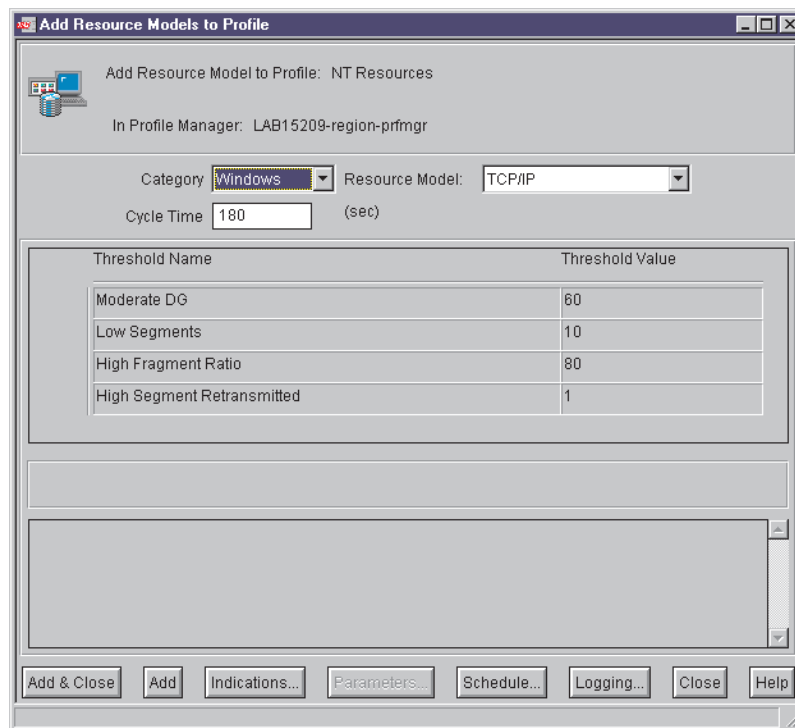 Add Resource Models to Profile
Add Resource Model to Profile: NT Resources
In Profile Manager: LAB15209-region-prfmgr
Category Windows Resource Model: TCP/IP
Cycle Time 180 (sec)
Threshold Name Threshold Value
Moderate DG 60
Low Segments 10
High Fragment Ratio 80
High Segment Retransmitted 1
Add & Close Add Indications... Parameters... Schedule... Logging... Close Help